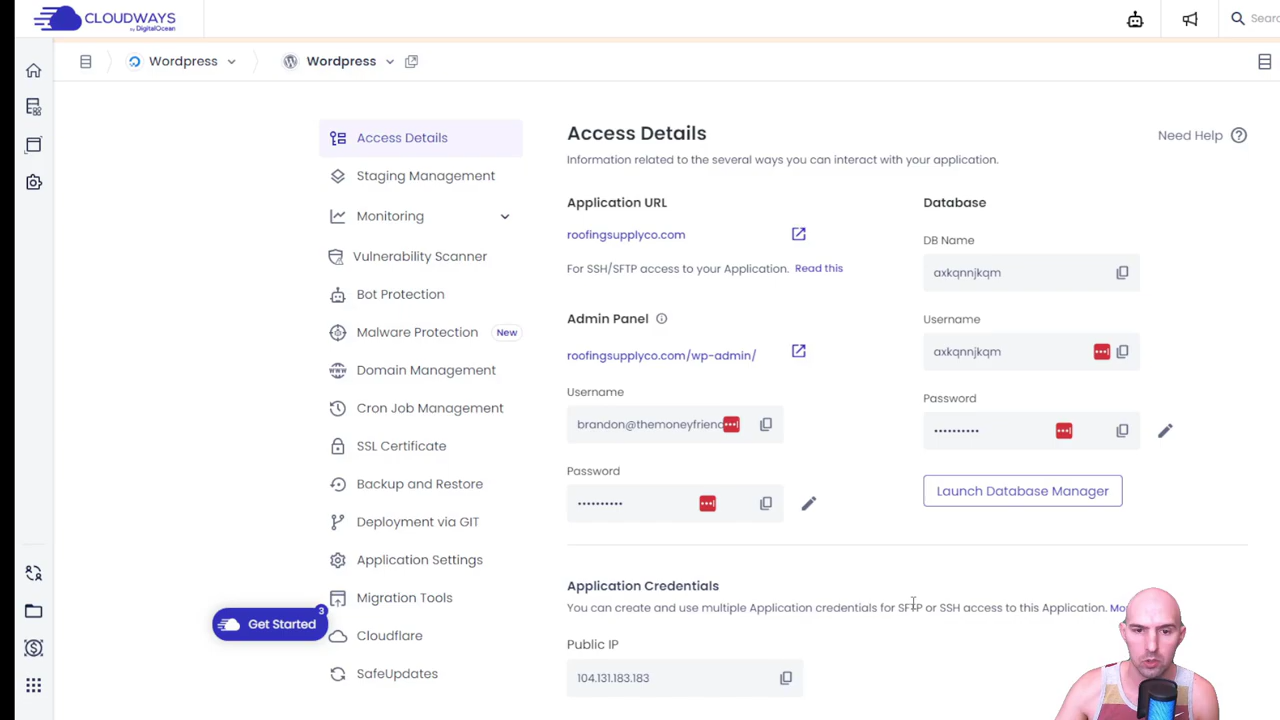 CLOUDWAYS
by DigitalOcean
Wordpress
Wordpress
Access Details
Staging Management
Monitoring
Vulnerability Scanner
Bot Protection
Malware Protection New
Domain Management
Cron Job Management
SSL Certificate
Backup and Restore
Deployment via GIT
Application Settings
Migration Tools
Cloudflare
SafeUpdates
Get Started
3
Access Details
Need Help
Information related to the several ways you can interact with your application.
Application URL
roofingsupplyco.com
For SSH/SFTP access to your Application. Read this
Admin Panel
roofingsupplyco.com/wp-admin/
Username
brandon@themoneyfrien
Password
••••••••••
Database
DB Name
axkqnnjkqm
Username
axkqnnjkqm
Password
••••••••••
Launch Database Manager
Application Credentials
You can create and use multiple Application credentials for SFTP or SSH access to this Application.
Public IP
104.131.183.183